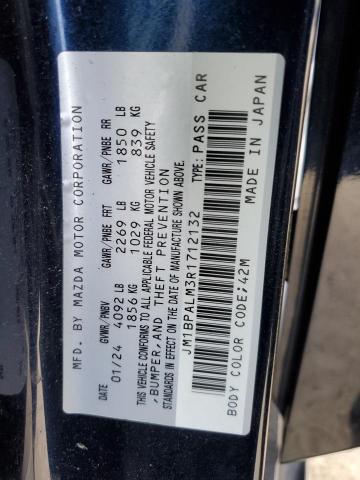 MFD. BY MAZDA MOTOR CORPORATION
DATE GVWR/PNBV GAWR/PNBE FRT GAWR/PNBE RR
01/24 4092 LB 2269 LB 1850 LB
1856 KG 1029 KG 839 KG
THIS VEHICLE CONFORMS TO ALL APPLICABLE FEDERAL MOTOR VEHICLE SAFETY
, BUMPER, AND THEFT PREVENTION
STANDARDS IN EFFECT ON THE DATE OF MANUFACTURE SHOWN ABOVE.
JM1BPALM3R1712132 TYPE: PASS CAR
BODY COLOR CODE;42M MADE IN JAPAN